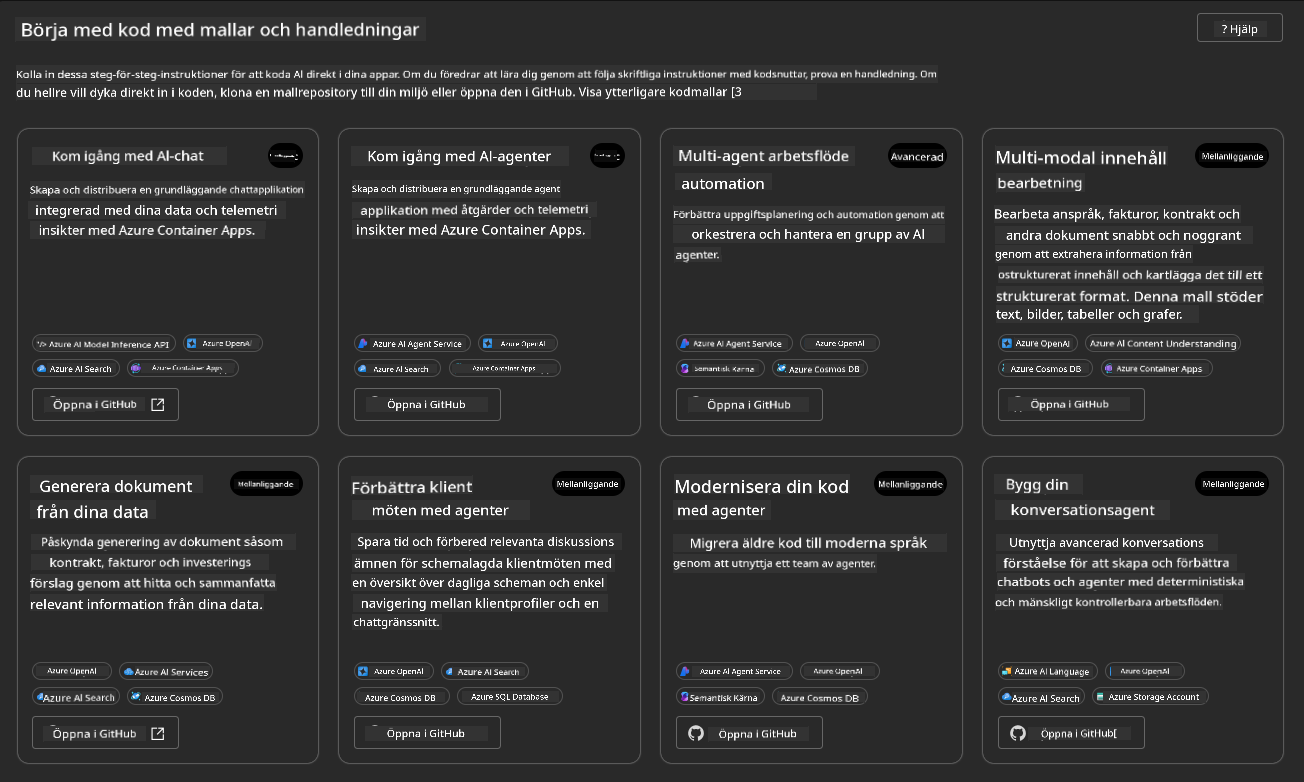 Börja med kod med mallar och handledningar
? Hjälp
Kolla in dessa steg-för-steg-instruktioner för att koda AI direkt i dina appar. Om du föredrar att lära dig genom att följa skriftliga instruktioner med kodsnuttar, prova en handledning. Om
du hellre vill dyka direkt in i koden, klona en mallrepository till din miljö eller öppna den i GitHub. Visa ytterligare kodmallar [3
Kom igång med AI-chat
Skapa och distribuera en grundläggande chattapplikation
integrerad med dina data och telemetri
insikter med Azure Container Apps.
Azure AI Model Inference API
Azure OpenAI
Azure AI Search
Azure Container Apps
Öppna i GitHub
Kom igång med AI-agenter
Skapa och distribuera en grundläggande agent
applikation med åtgärder och telemetri
insikter med Azure Container Apps.
Azure AI Agent Service
Azure OpenAI
Azure AI Search
Azure Container Apps
Öppna i GitHub
Multi-agent arbetsflöde
automation
Avancerad
Förbättra uppgiftsplanering och automation genom att
orkestrera och hantera en grupp av AI
agenter.
Azure AI Agent Service
Azure OpenAI
Semantisk Kärna
Azure Cosmos DB
Öppna i GitHub
Multi-modal innehåll
bearbetning
Mellanliggande
Bearbeta anspråk, fakturor, kontrakt och
andra dokument snabbt och noggrant
genom att extrahera information från
ostrukturerat innehåll och kartlägga det till ett
strukturerat format. Denna mall stöder
text, bilder, tabeller och grafer.
Azure OpenAI
Azure AI Content Understanding
Azure Cosmos DB
Azure Container Apps
Öppna i GitHub
Generera dokument
från dina data
Mellanliggande
Påskynda generering av dokument såsom
kontrakt, fakturor och investerings
förslag genom att hitta och sammanfatta
relevant information från dina data.
Azure OpenAI
Azure AI Services
Azure AI Search
Azure Cosmos DB
Öppna i GitHub
Förbättra klient
möten med agenter
Mellanliggande
Spara tid och förbered relevanta diskussions
ämnen för schemalagda klientmöten med
en översikt över dagliga scheman och enkel
navigering mellan klientprofiler och en
chattgränssnitt.
Azure OpenAI
Azure AI Search
Azure Cosmos DB
Azure SQL Database
Öppna i GitHub
Modernisera din kod
med agenter
Mellanliggande
Migrera äldre kod till moderna språk
genom att utnyttja ett team av agenter.
Azure AI Agent Service
Azure OpenAI
Semantisk Kärna
Azure Cosmos DB
Öppna i GitHub
Bygg din
konversationsagent
Mellanliggande
Utnyttja avancerad konversations
förståelse för att skapa och förbättra
chatbots och agenter med deterministiska
och mänskligt kontrollerbara arbetsflöden.
Azure AI Language
Azure OpenAI
Azure AI Search
Azure Storage Account
Öppna i GitHub[